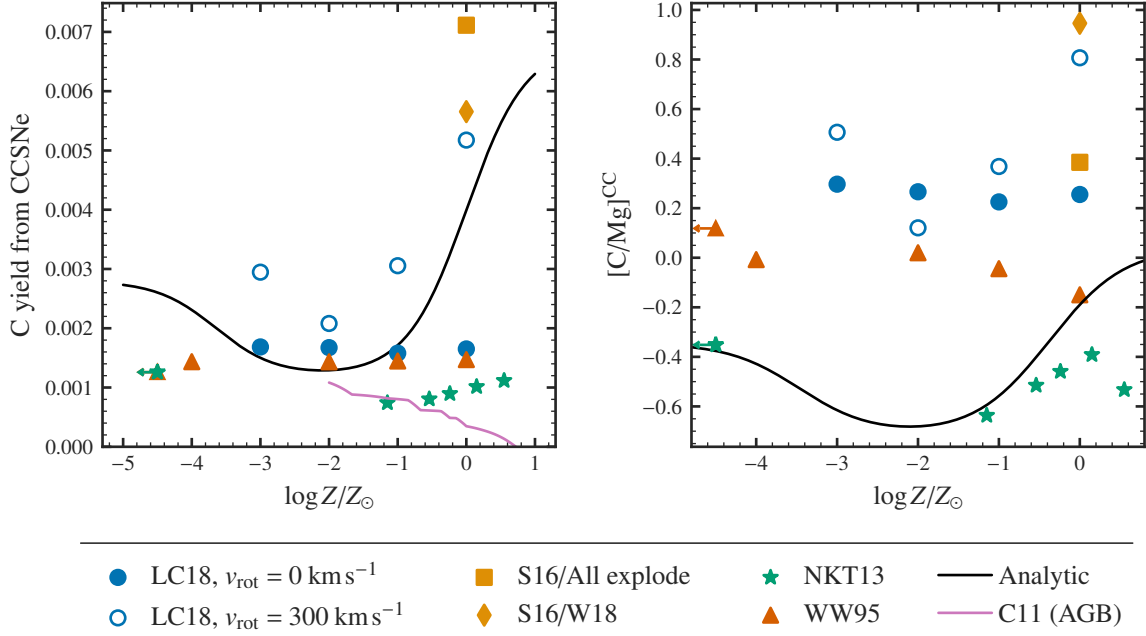 0.007
0.006
0.005
0.004
0.003
0.002
0.001
0.000
C yield from CCSNe
−5 −4 −3 −2 −1 0 1
log Z/Z⊙
1.0
0.8
0.6
0.4
0.2
0.0
−0.2
−0.4
−0.6
[C/Mg]ᶜᶜ
−4 −3 −2 −1 0
log Z/Z⊙
LC18, v_rot = 0 km s⁻¹
S16/All explode
NKT13
Analytic
LC18, v_rot = 300 km s⁻¹
S16/W18
WW95
C11 (AGB)